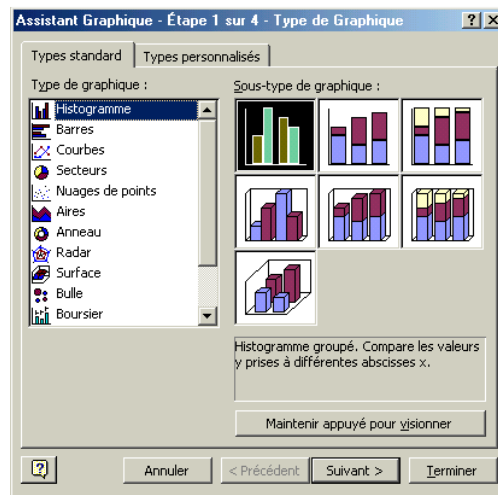 Assistant Graphique - Étape 1 sur 4 - Type de Graphique
Types standard
Types personnalisés
Type de graphique :
Histogramme
Barres
Courbes
Secteurs
Nuages de points
Aires
Anneau
Radar
Surface
Bulle
Boursier
Sous-type de graphique :
Histogramme groupé. Compare les valeurs
y prises à différentes abscisses x.
Maintenir appuyé pour visionner
Annuler
< Précédent
Suivant >
Terminer